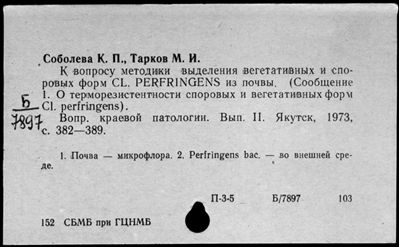 Соболева К. П., Тарков М. И.
К вопросу методики выделения вегетативных и спо-
ровых форм CL. PERFRINGENS из почвы. (Сообщение
1. О терморезистентности споровых и вегетативных форм
Cl. perfringens).
Б
7897
Вопр. краевой патологии. Вып. II. Якутск, 1973,
с. 382—389.
1. Почва — микрофлора. 2. Perfringens bac. — во внешней сре-
де.
П-3-5 Б/7897 103
152 СБМБ при ГЦНМБ